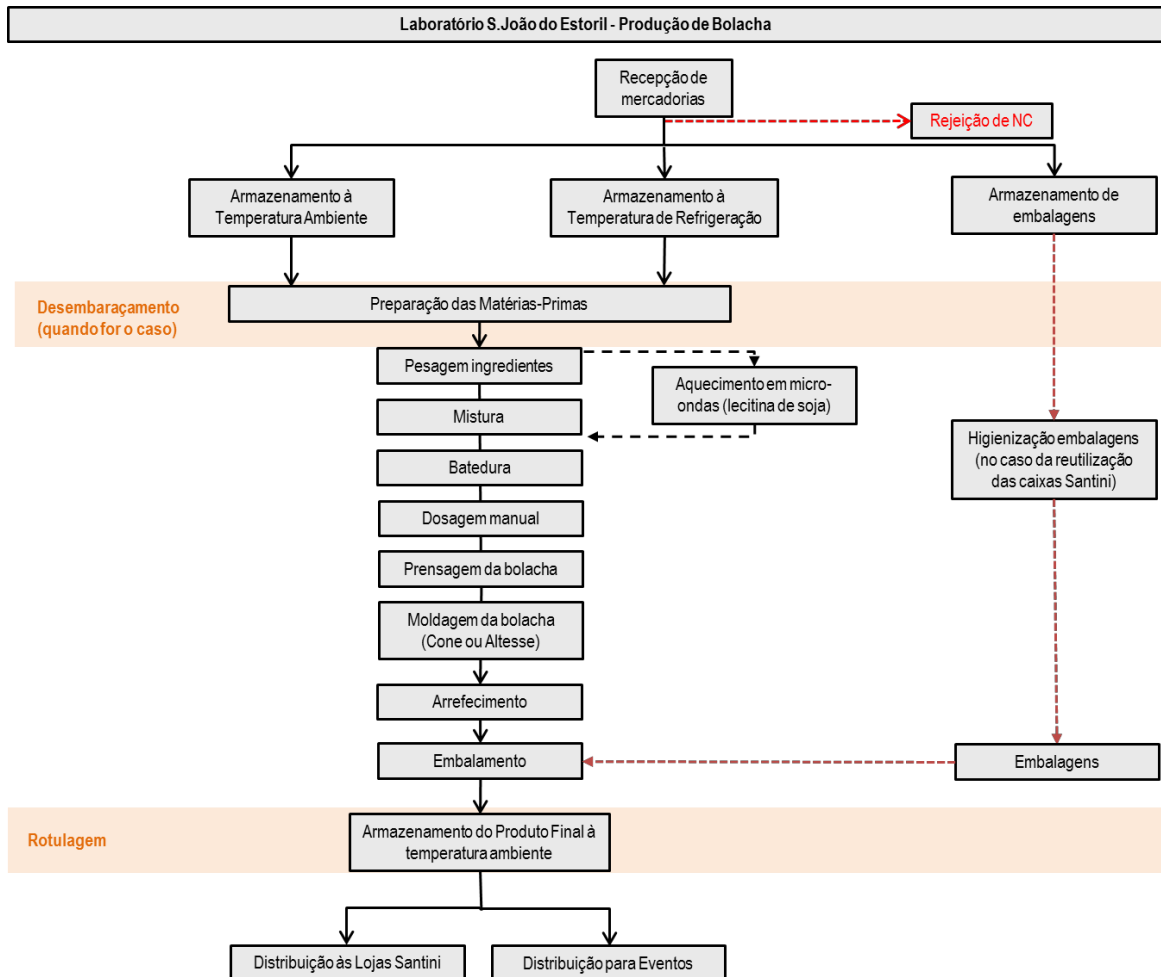 Laboratório S.João do Estoril - Produção de Bolacha
Recepção de
mercadorias
Rejeição de NC
Armazenamento à
Temperatura Ambiente
Armazenamento à
Temperatura de Refrigeração
Armazenamento de
embalagens
Desembaraçamento
(quando for o caso)
Preparação das Matérias-Primas
Pesagem ingredientes
Aquecimento em micro-
ondas (lecitina de soja)
Mistura
Higienização embalagens
(no caso da reutilização
das caixas Santini)
Batedura
Dosagem manual
Prensagem da bolacha
Moldagem da bolacha
(Cone ou Altesse)
Arrefecimento
Embalamento
Embalagens
Rotulagem
Armazenamento do Produto Final à
temperatura ambiente
Distribuição às Lojas Santini
Distribuição para Eventos